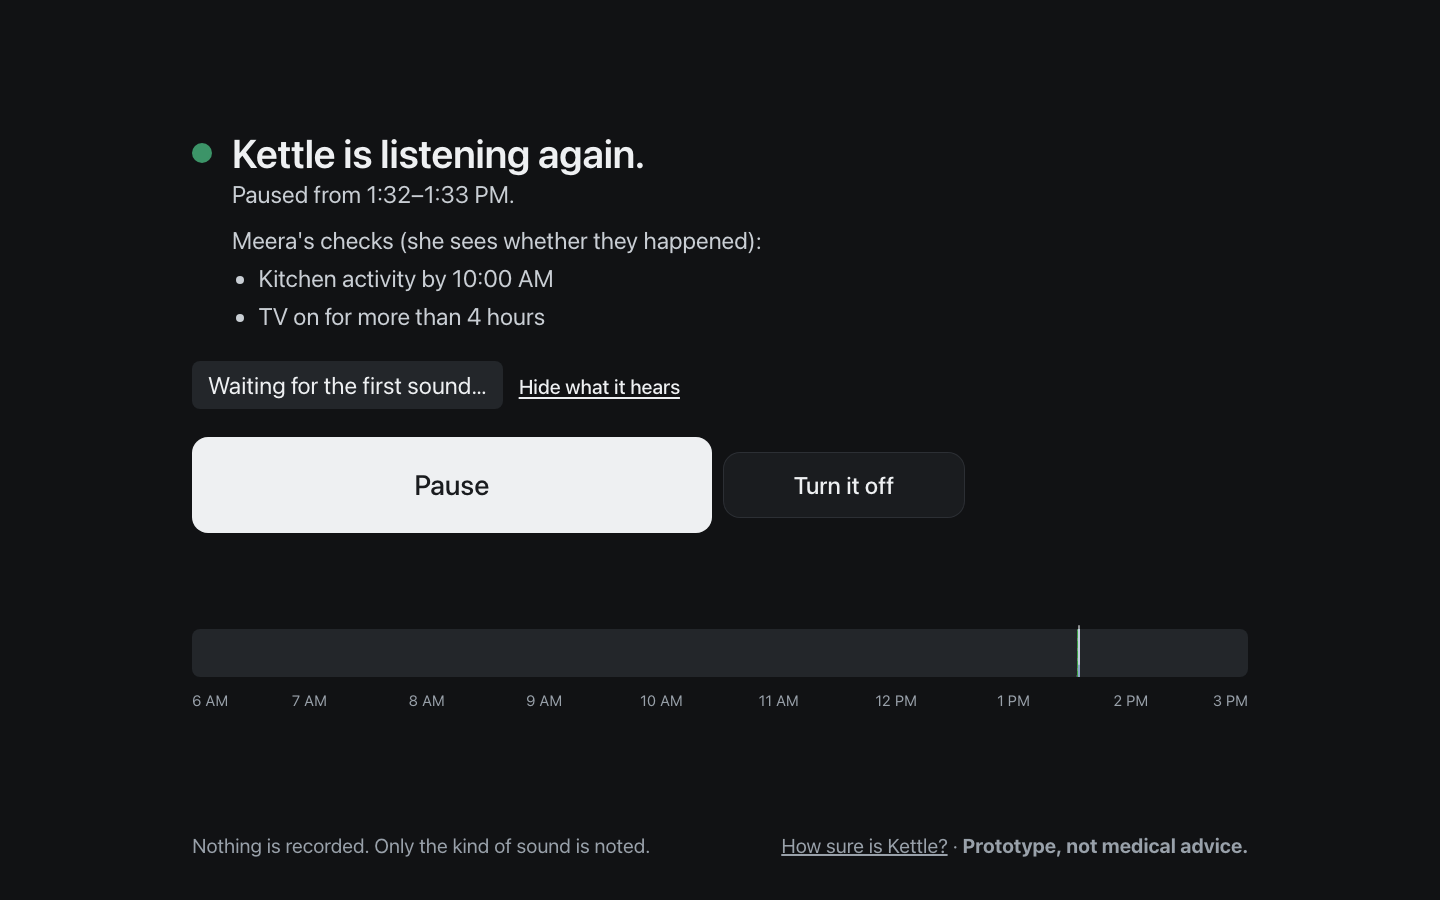 Kettle is listening again.
Paused from 1:32–1:33 PM.
Meera's checks (she sees whether they happened):
• Kitchen activity by 10:00 AM
• TV on for more than 4 hours
Waiting for the first sound... Hide what it hears
Pause Turn it off
6 AM 7 AM 8 AM 9 AM 10 AM 11 AM 12 PM 1 PM 2 PM 3 PM
Nothing is recorded. Only the kind of sound is noted. How sure is Kettle? · Prototype, not medical advice.